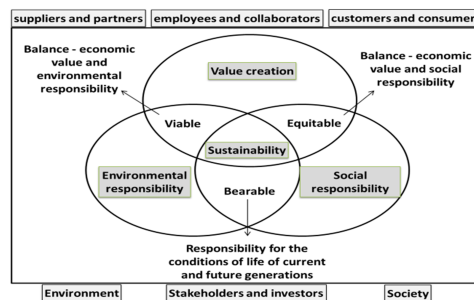 suppliers and partners
employees and collaborators
customers and consumer
Balance - economic
value and
environmental
responsibility
Value creation
Balance - economic
value and social
responsibility
Viable
Equitable
Sustainability
Environmental
responsibility
Social
responsibility
Bearable
Responsibility for the
conditions of life of current
and future generations
Environment
Stakeholders and investors
Society